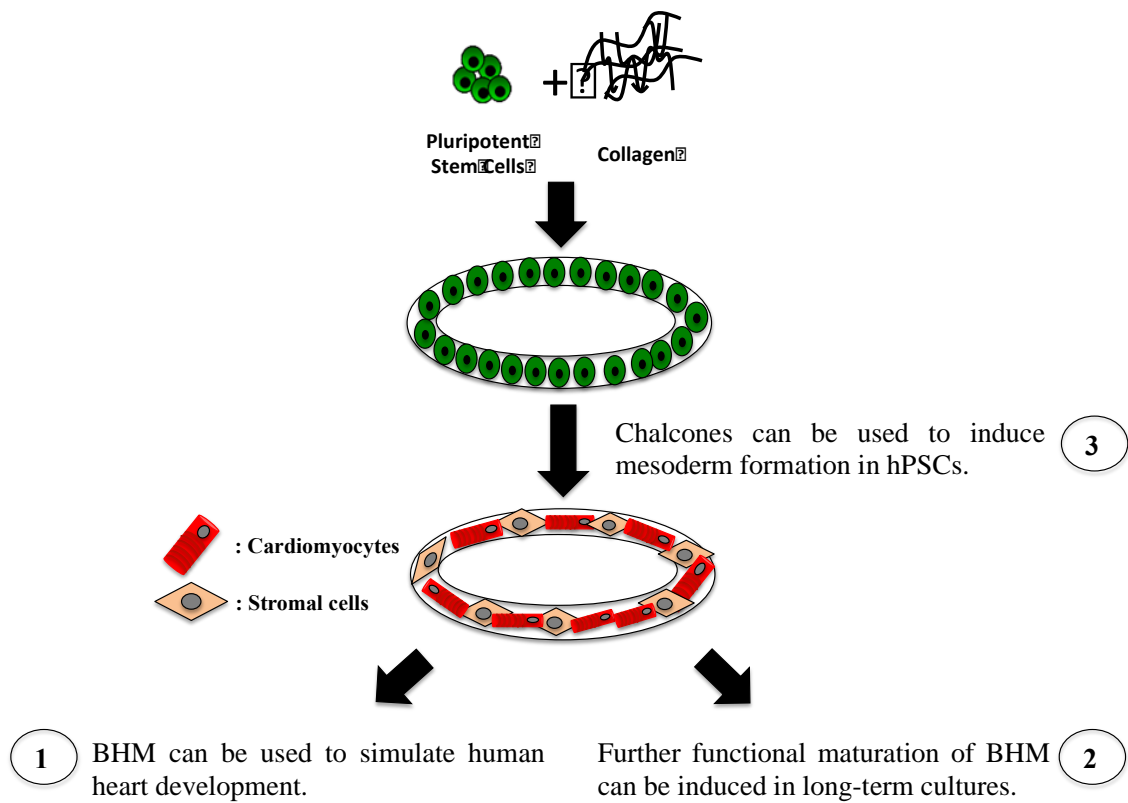 + ?
Pluripotent?
Stem?Cells?
Collagen?
Chalcones can be used to induce
mesoderm formation in hPSCs.
3
: Cardiomyocytes
: Stromal cells
1
BHM can be used to simulate human
heart development.
Further functional maturation of BHM
can be induced in long-term cultures.
2